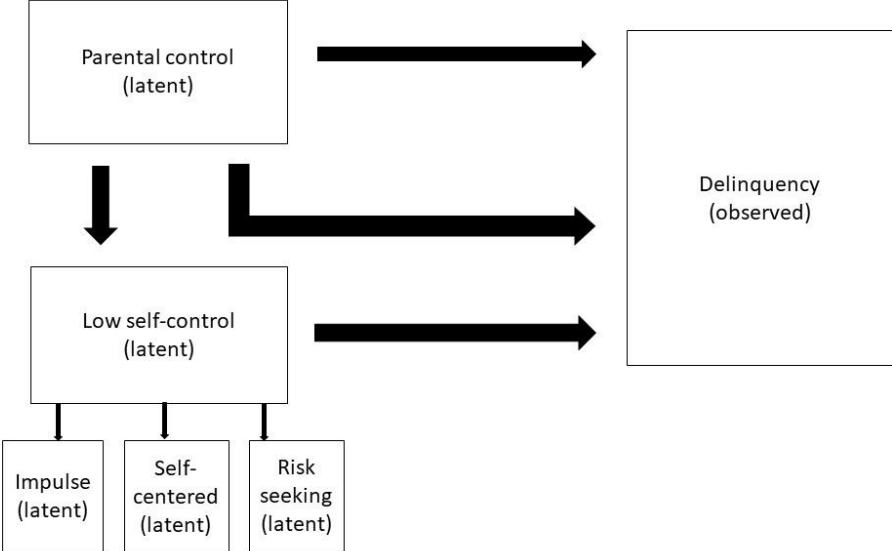 Parental control
(latent)
Delinquency
(observed)
Low self-control
(latent)
Impulse
(latent)
Self-
centered
(latent)
Risk
seeking
(latent)